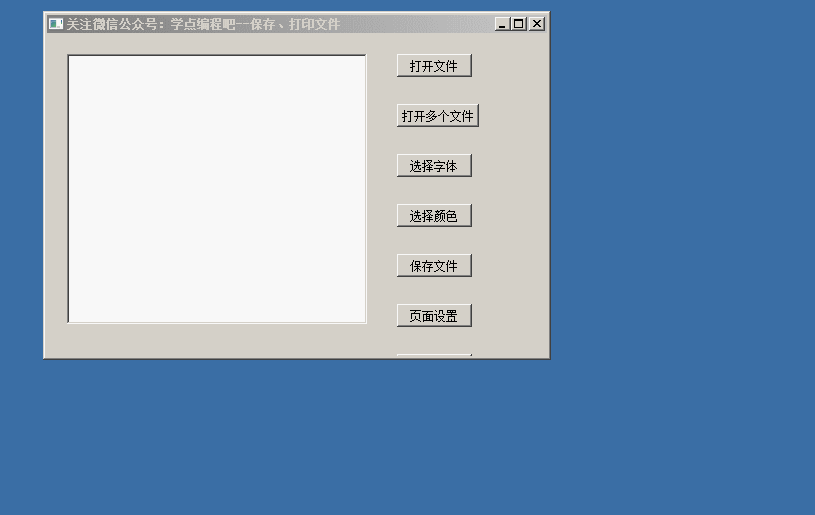 关注微信公众号：学点编程吧--保存、打印文件
打开文件
打开多个文件
选择字体
选择颜色
保存文件
页面设置